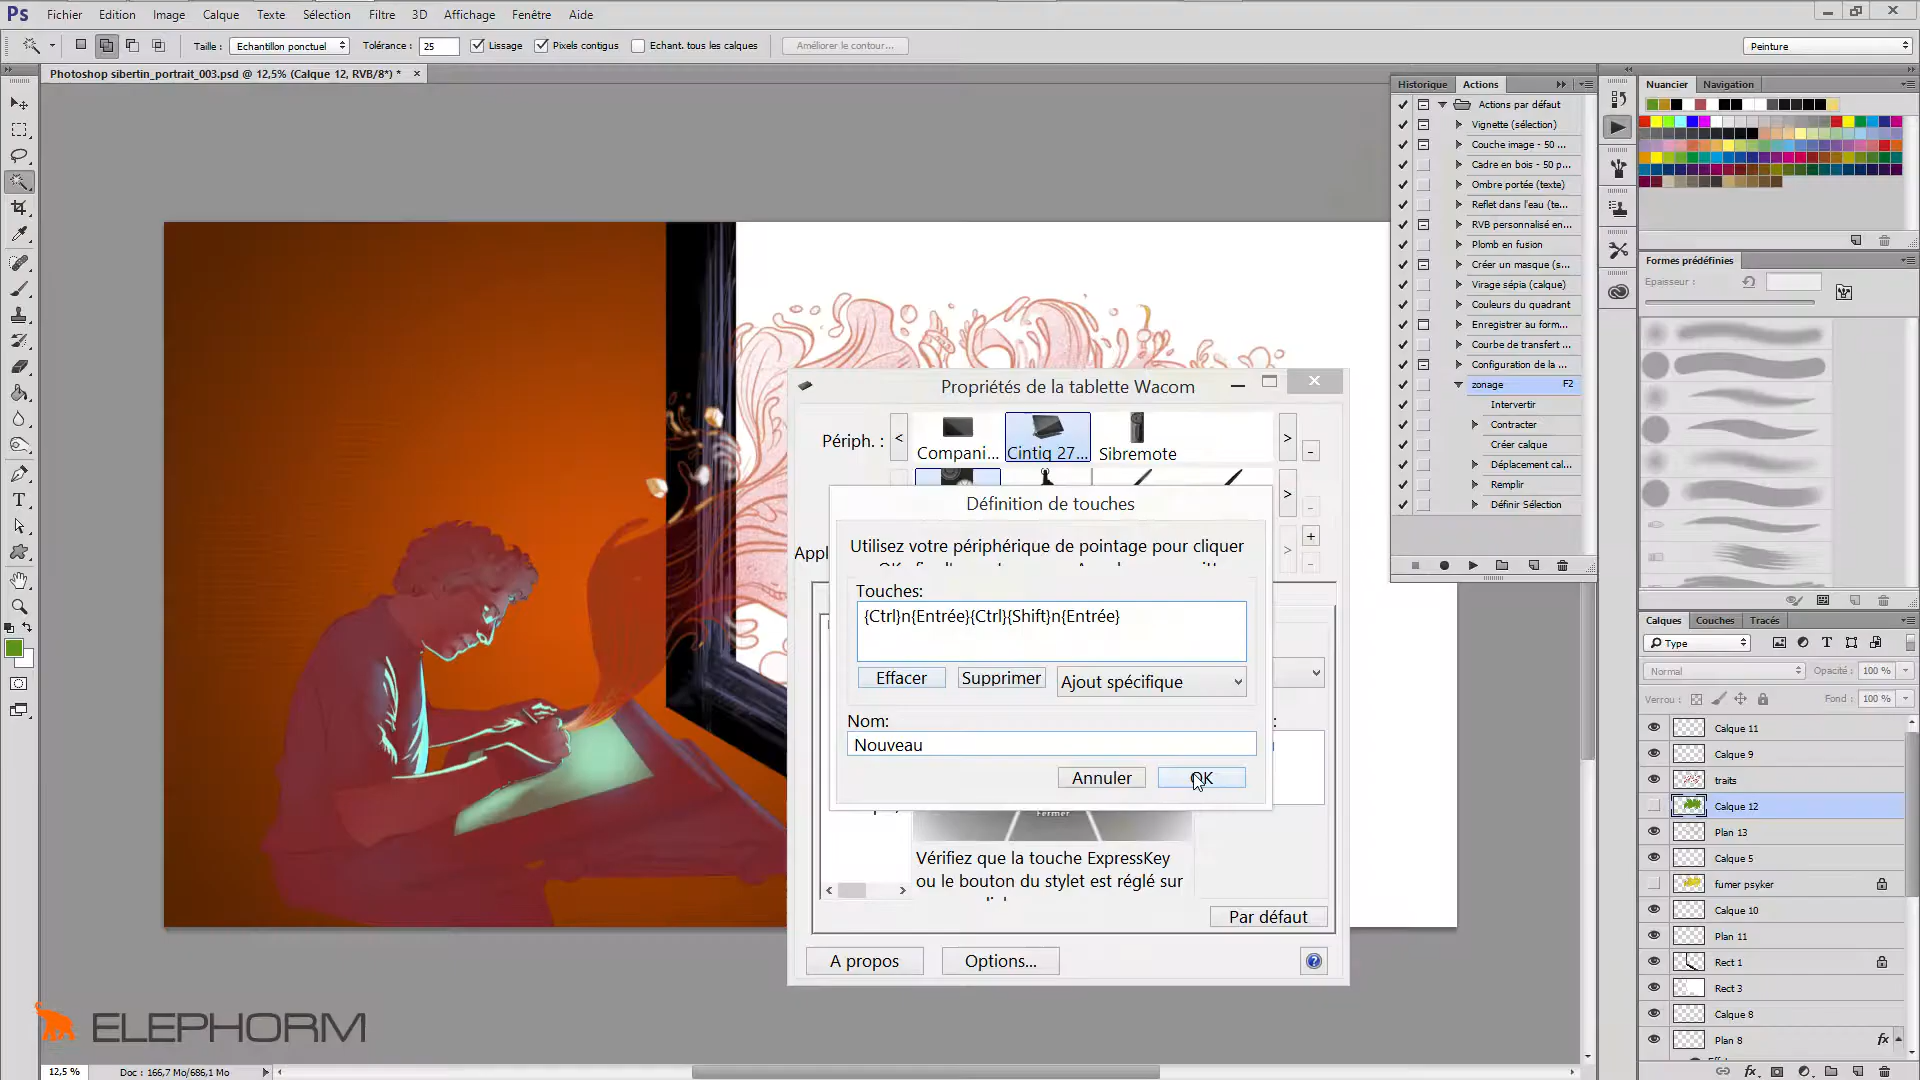 Ps Fichier Edition Image Calque Texte Sélection Filtre 3D Affichage Fenêtre Aide
Taille : Echantillon ponctuel Tolérance : 25 Lissage Pixels contigus Echant. tous les calques Améliorer le contour... Peinture
Photoshop sibertin_portrait_003.psd @ 12,5% (Calque 12, RVB/8*) * ×
Historique Actions
Actions par défaut
Vignette (sélection)
Couche image - 50 ...
Cadre en bois - 50 p...
Ombre portée (texte)
Reflet dans l'eau (te...
RVB personnalisé en...
Plomb en fusion
Créer un masque (s...
Virage sépia (calque)
Couleurs du quadrant
Enregistrer au form...
Courbe de transfert ...
Configuration de la ...
zonage F2
Intervertir
Contracter
Créer calque
Déplacement cal...
Remplir
Définir Sélection
Nuancier Navigation
Formes prédéfinies
Epaisseur :
Propriétés de la tablette Wacom
Périph. :
Compani... Cintiq 27... Sibremote
Appl
Définition de touches
Utilisez votre périphérique de pointage pour cliquer
Touches:
{Ctrl}n{Entrée}{Ctrl}{Shift}n{Entrée}
Effacer Supprimer Ajout spécifique
Nom:
Nouveau
Annuler OK
Fermer
Vérifiez que la touche ExpressKey
ou le bouton du stylet est réglé sur
Par défaut
A propos Options... ?
Calques Couches Tracés
Type
Normal Opacité : 100 %
Verrou : Fond : 100 %
Calque 11
Calque 9
traits
Calque 12
Plan 13
Calque 5
fumer psyker
Calque 10
Plan 11
Rect 1
Rect 3
Calque 8
Plan 8 fx
ELEPHORM
12,5 % Doc : 166,7 Mo/686,1 Mo